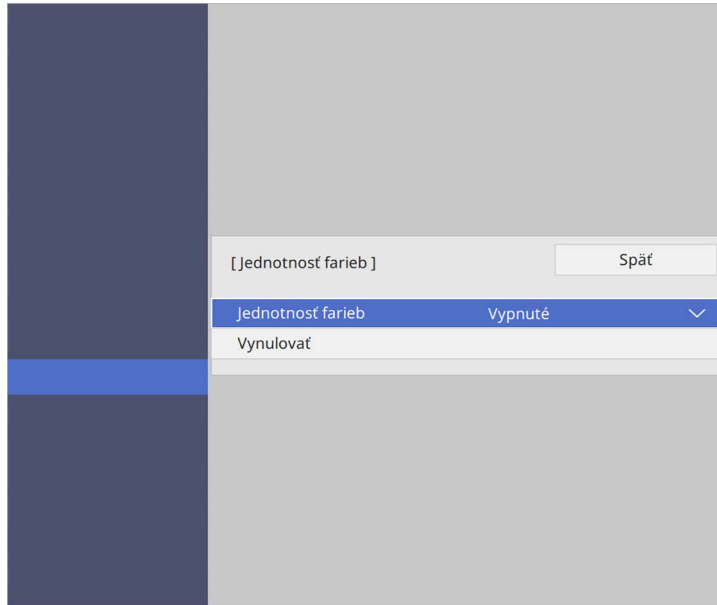 [ Jednotnosť farieb ] Späť
Jednotnosť farieb Vypnuté
Vynulovať